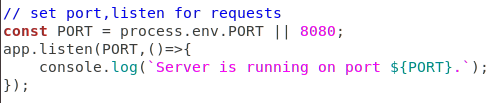 // set port,listen for requests
const PORT = process.env.PORT || 8080;
app.listen(PORT,()=>{
    console.log(`Server is running on port ${PORT}.`);
});